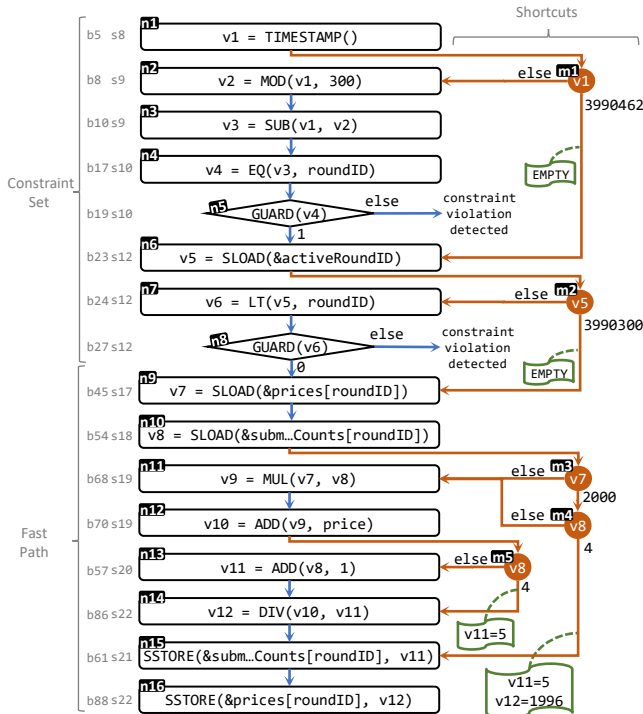 Shortcuts
n1
b5 s8
v1 = TIMESTAMP()
n2
b8 s9
v2 = MOD(v1, 300)
else
m1
v1
n3
3990462
b10 s9
v3 = SUB(v1, v2)
n4
b17 s10
v4 = EQ(v3, roundID)
EMPTY
Constraint
Set
n5
b19 s10
GUARD(v4)
else
constraint
violation
detected
1
n6
b23 s12
v5 = SLOAD(&activeRoundID)
n7
b24 s12
v6 = LT(v5, roundID)
else
m2
v5
3990300
n8
b27 s12
GUARD(v6)
else
constraint
violation
detected
0
EMPTY
n9
b45 s17
v7 = SLOAD(&prices[roundID])
n10
b54 s18
v8 = SLOAD(&subm…Counts[roundID])
n11
b68 s19
v9 = MUL(v7, v8)
else
m3
v7
2000
n12
b70 s19
v10 = ADD(v9, price)
else
m4
v8
4
Fast
Path
n13
b57 s20
v11 = ADD(v8, 1)
else
m5
v8
4
n14
b86 s22
v12 = DIV(v10, v11)
v11=5
n15
b61 s21
SSTORE(&subm…Counts[roundID], v11)
n16
b88 s22
SSTORE(&prices[roundID], v12)
v11=5
v12=1996